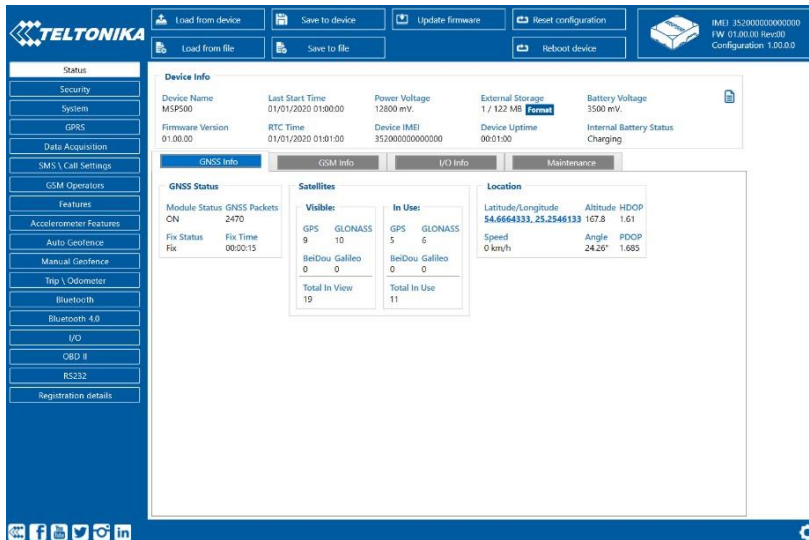 TELTONIKA
Load from device
Save to device
Update firmware
Reset configuration
Load from file
Save to file
Reboot device
IMEI 352000000000000
FW 01.00.00 Rev:00
Configuration 1.00.0.0
Status
Security
System
GPRS
Data Acquisition
SMS \ Call Settings
GSM Operators
Features
Accelerometer Features
Auto Geofence
Manual Geofence
Trip \ Odometer
Bluetooth
Bluetooth 4.0
I/O
OBD II
RS232
Registration details
Device Info
Device Name Last Start Time Power Voltage External Storage Battery Voltage
MSP500 01/01/2020 01:00:00 12800 mV. 1 / 122 MB Format 3500 mV.
Firmware Version RTC Time Device IMEI Device Uptime Internal Battery Status
01.00.00 01/01/2020 01:01:00 352000000000000 00:01:00 Charging
GNSS Info GSM Info I/O Info Maintenance
GNSS Status
Module Status GNSS Packets
ON 2470
Fix Status Fix Time
Fix 00:00:15
Satellites
Visible:
GPS GLONASS
9 10
BeiDou Galileo
0 0
Total In View
19
In Use:
GPS GLONASS
5 6
BeiDou Galileo
0 0
Total In Use
11
Location
Latitude/Longitude Altitude HDOP
54.6664333, 25.2546133 167.8 1.61
Speed Angle PDOP
0 km/h 24.26° 1.685